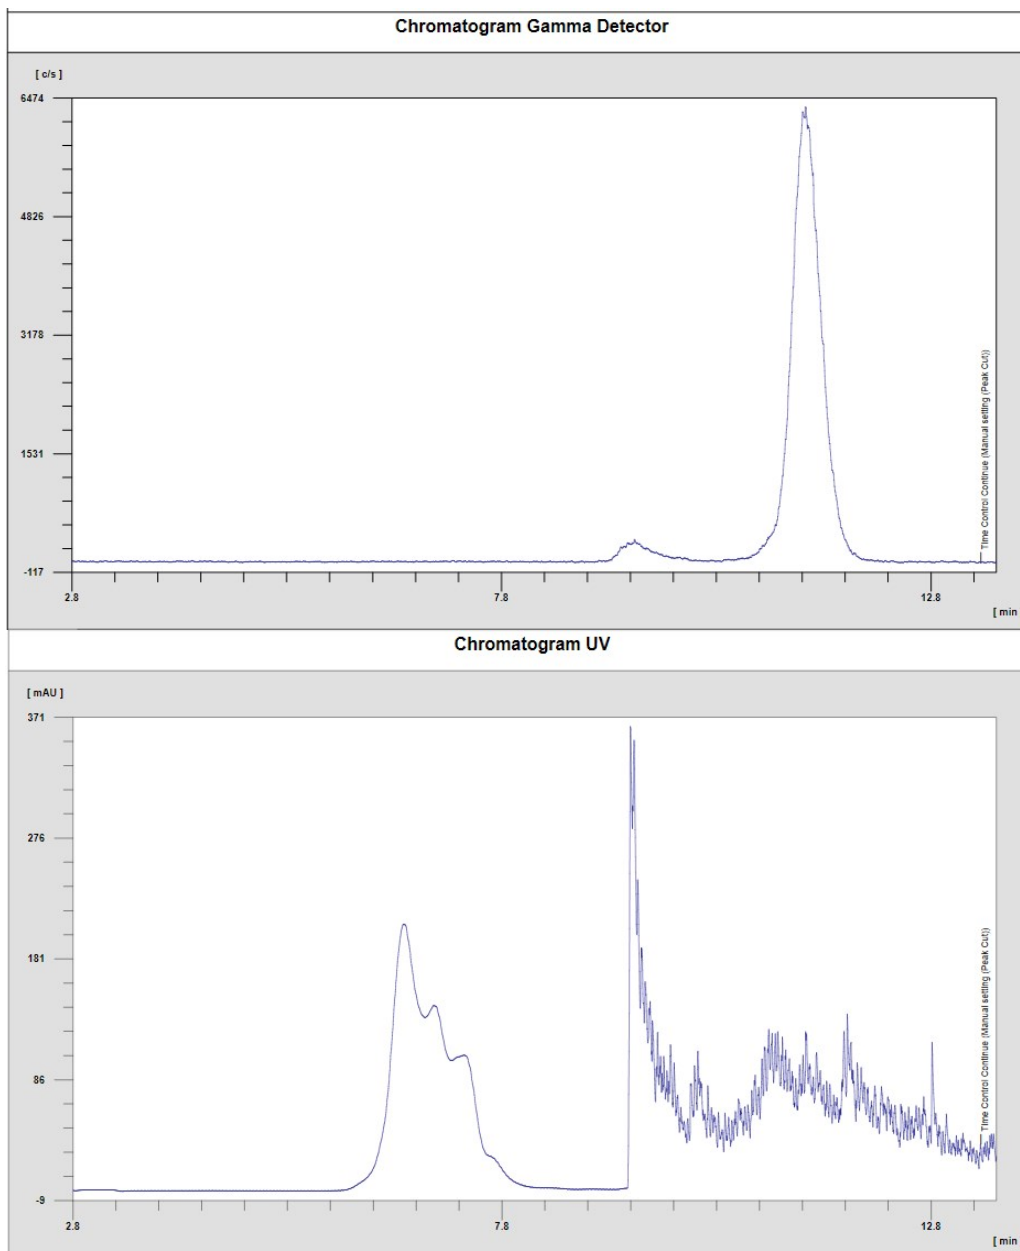 Chromatogram Gamma Detector
[ c/s ]
6474
4826
3178
1531
-117
2.8
7.8
12.8
[ min
Time Control Continue (Manual setting (Peak Cut))
Chromatogram UV
[ mAU ]
371
276
181
86
-9
2.8
7.8
12.8
[ min
Time Control Continue (Manual setting (Peak Cut))